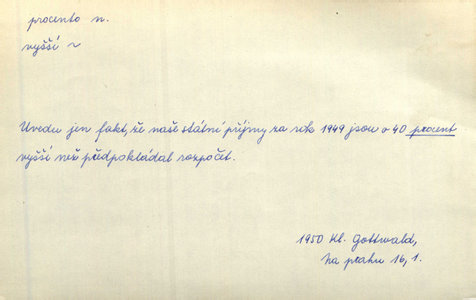 procento n.
vyšší v
Uvedu jen fakt, že naše státní příjmy za rok 1949 jsou o 40 procent
vyšší než předpokládal rozpočet.
1950 Kl. Gottwald,
Na prahu 16, 1.